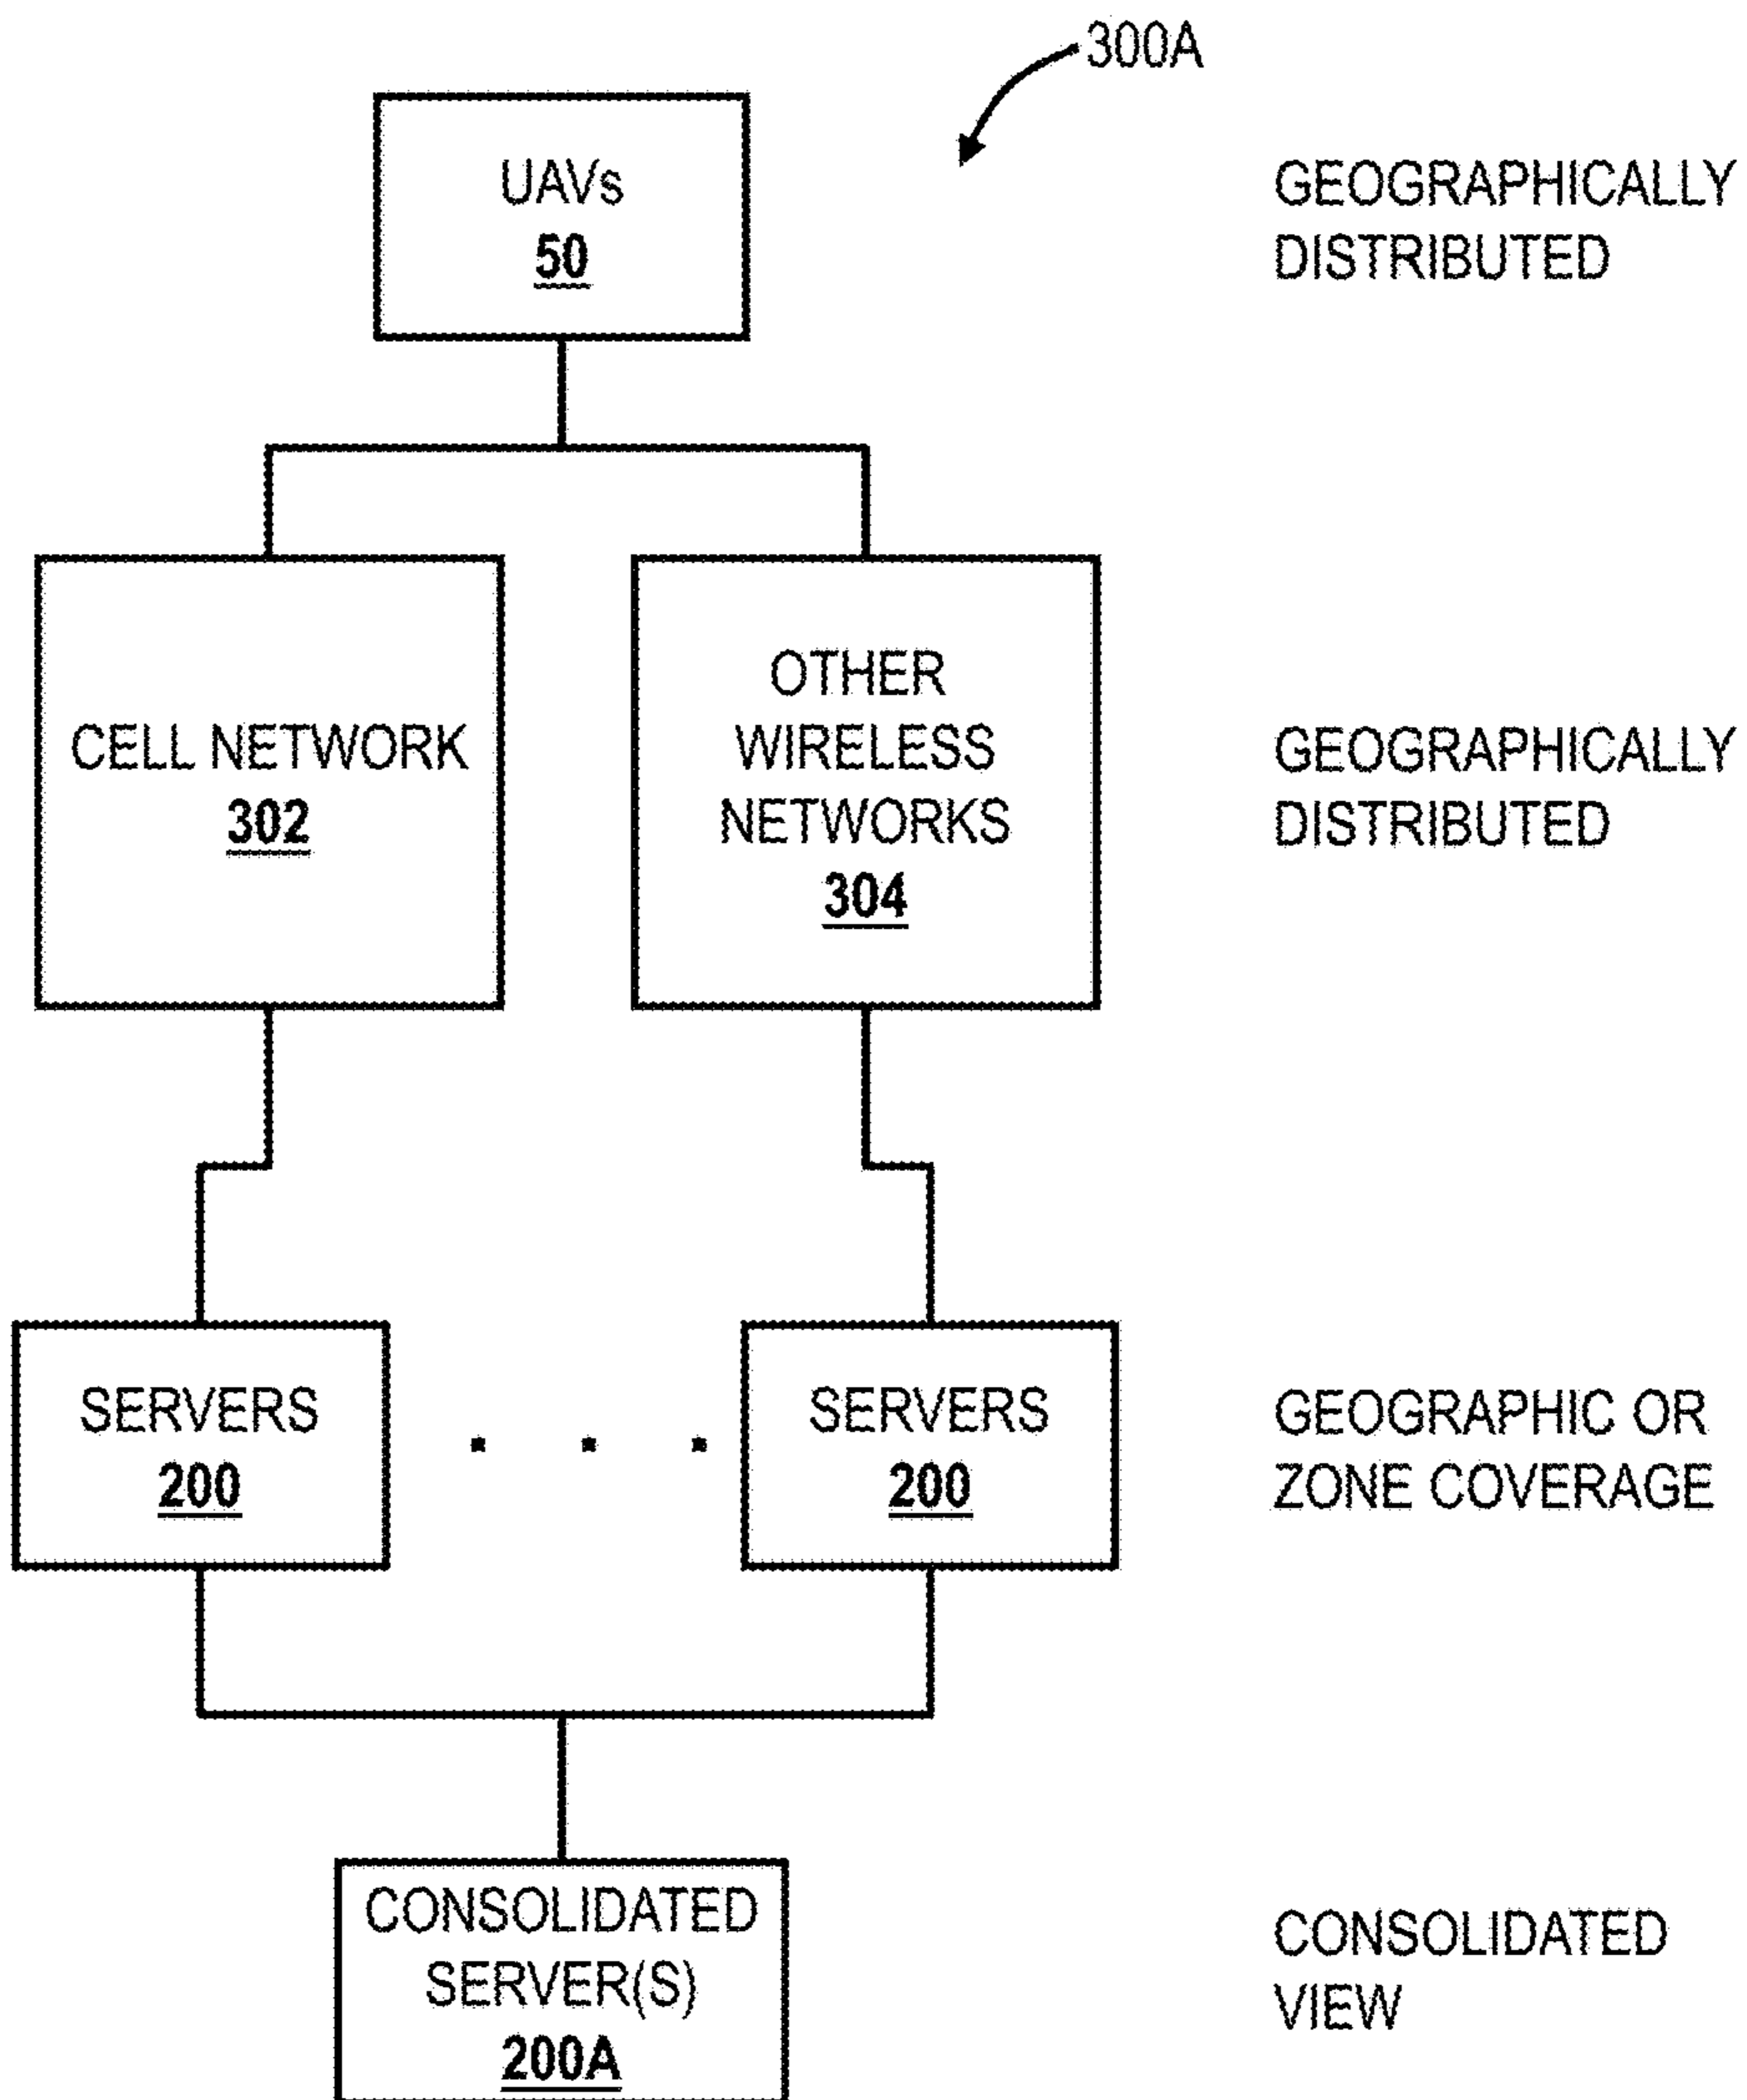 300A
UAVs
50
GEOGRAPHICALLY
DISTRIBUTED
CELL NETWORK
302
OTHER
WIRELESS
NETWORKS
304
GEOGRAPHICALLY
DISTRIBUTED
SERVERS
200
. . .
SERVERS
200
GEOGRAPHIC OR
ZONE COVERAGE
CONSOLIDATED
SERVER(S)
200A
CONSOLIDATED
VIEW